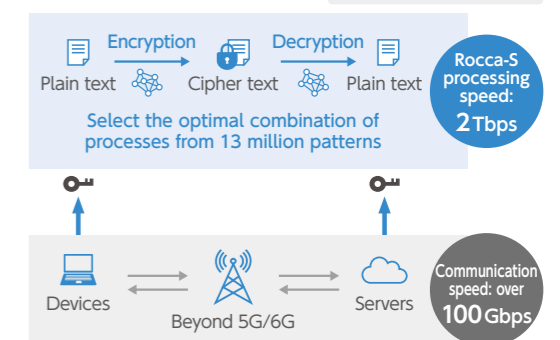 Encryption
Decryption
Plain text
Cipher text
Plain text
Select the optimal combination of
processes from 13 million patterns
Rocca-S
processing
speed:
2Tbps
Devices
Beyond 5G/6G
Servers
Communication
speed: over
100Gbps